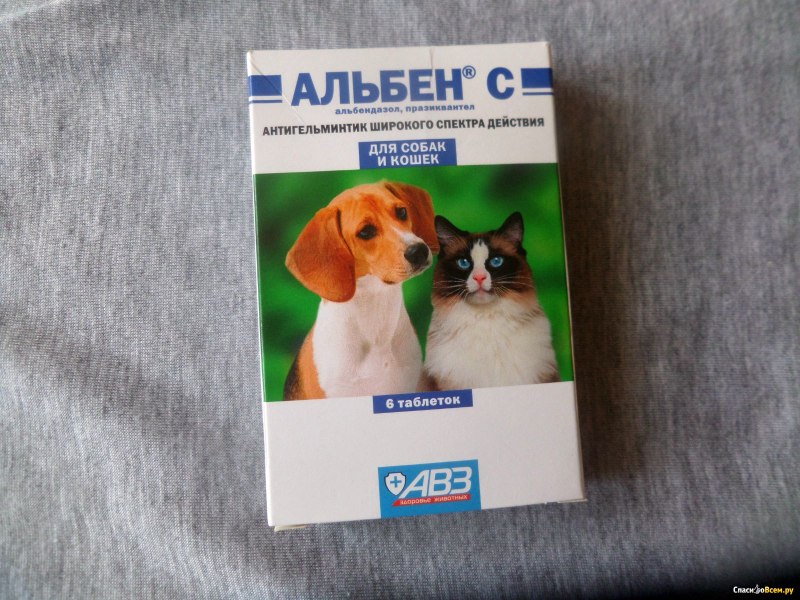 АЛЬБЕН® С
альбендазол, празиквантел
АНТИГЕЛЬМИНТИК ШИРОКОГО СПЕКТРА ДЕЙСТВИЯ
ДЛЯ СОБАК
И КОШЕК
6 таблеток
АВЗ
здоровье животных
СпасибоВсем.ру